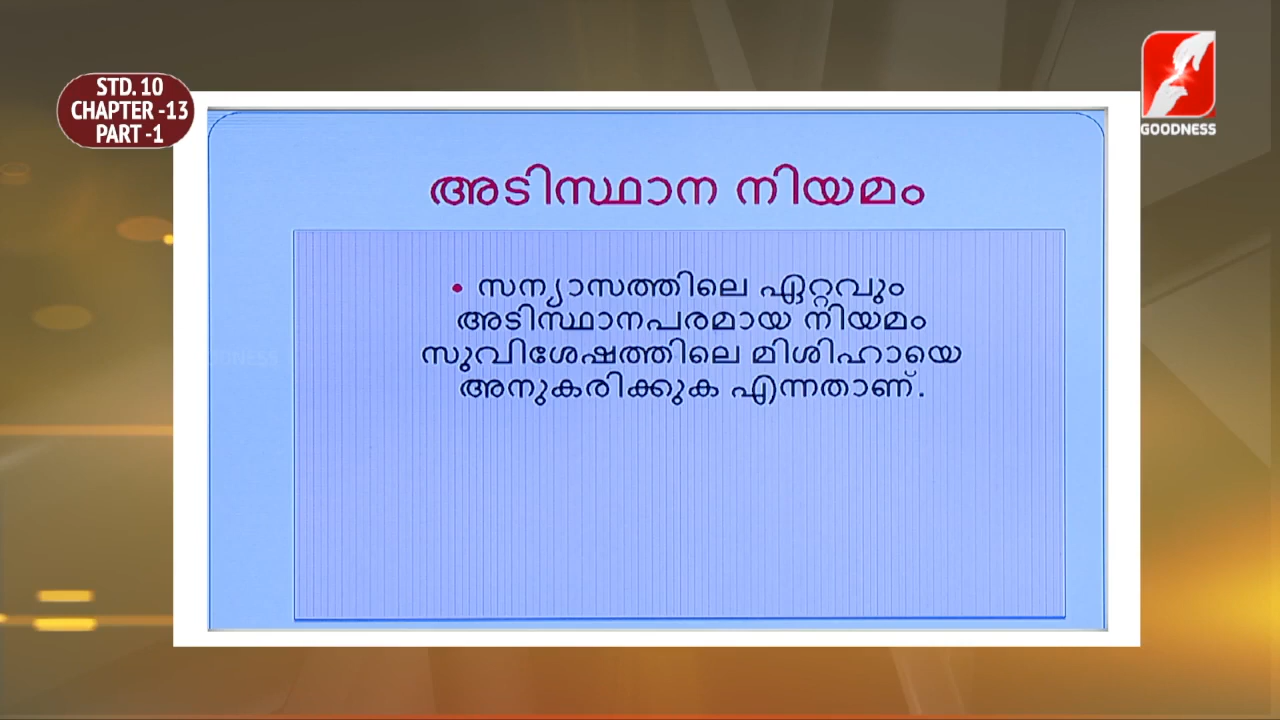 STD. 10
CHAPTER -13
PART -1
GOODNESS
അടിസ്ഥാന നിയമം
• സന്യാസത്തിലെ ഏറ്റവും
അടിസ്ഥാനപരമായ നിയമം
സുവിശേഷത്തിലെ മിശിഹായെ
അനുകരിക്കുക എന്നതാണ്.